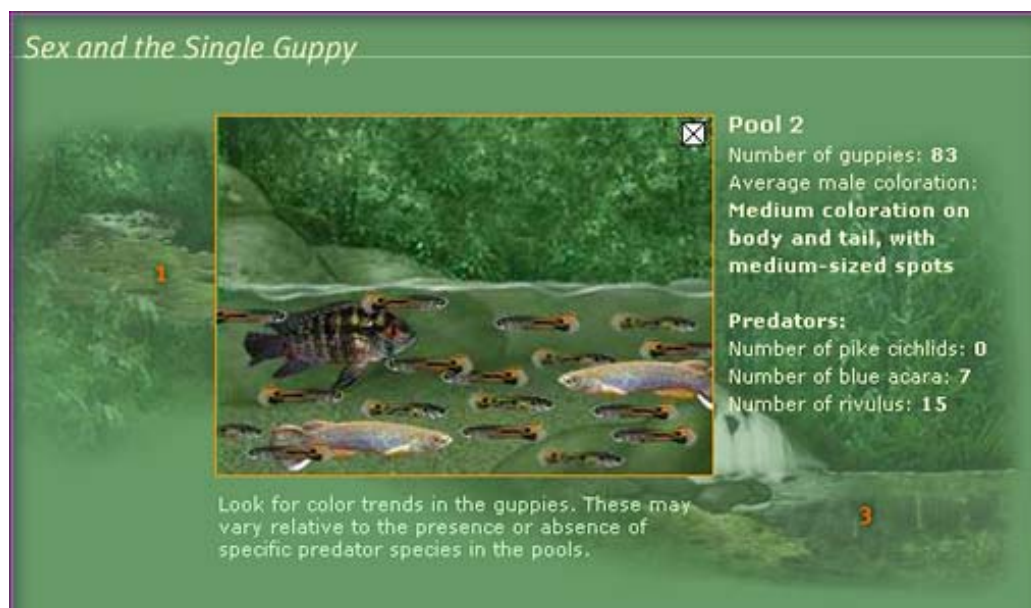 Sex and the Single Guppy
Pool 2
Number of guppies: 83
Average male coloration:
Medium coloration on
body and tail, with
medium-sized spots
Predators:
Number of pike cichlids: 0
Number of blue acara: 7
Number of rivulus: 15
1
Look for color trends in the guppies. These may
vary relative to the presence or absence of
specific predator species in the pools.
3